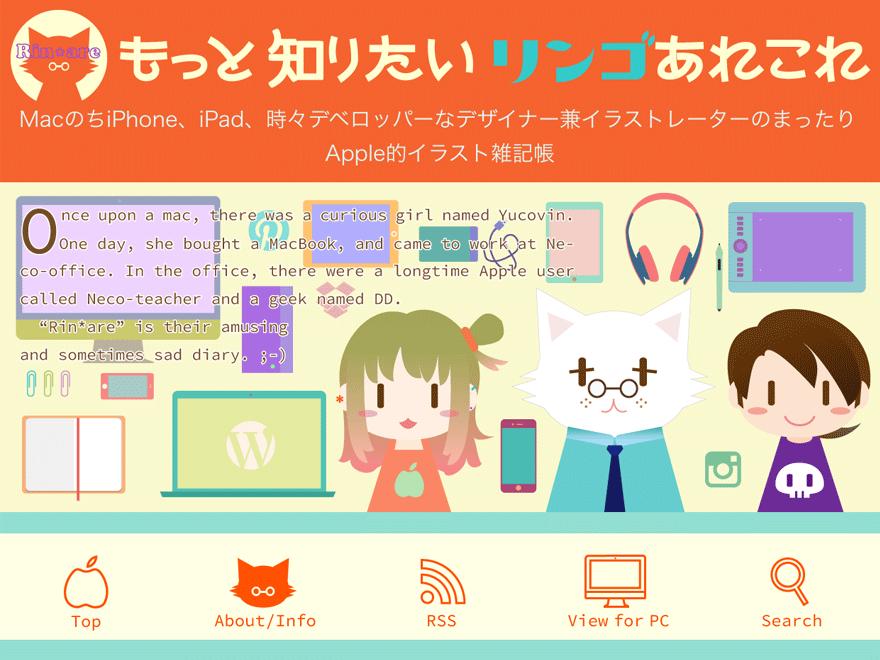 Rin*are
もっと知りたいリンゴあれこれ
MacのちiPhone、iPad、時々デベロッパーなデザイナー兼イラストレーターのまったり
Apple的イラスト雑記帳
Once upon a mac, there was a curious girl named Yucovin.
One day, she bought a MacBook, and came to work at Ne-
co-office. In the office, there were a longtime Apple user
called Neco-teacher and a geek named DD.
“Rin*are” is their amusing
and sometimes sad diary. ;-)
Top
About/Info
RSS
View for PC
Search